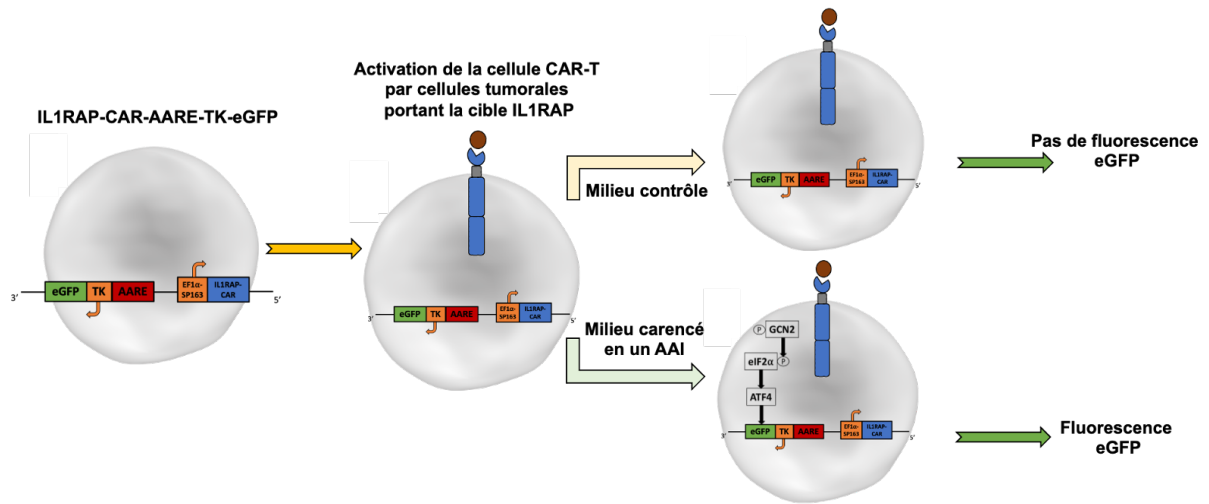 IL1RAP-CAR-AARE-TK-eGFP
3’
eGFP
TK
AARE
EF1α-
SP163
IL1RAP-
CAR
5’
Activation de la cellule CAR-T
par cellules tumorales
portant la cible IL1RAP
3’
eGFP
TK
AARE
EF1α-
SP163
IL1RAP-
CAR
5’
Milieu contrôle
3’
eGFP
TK
AARE
EF1α-
SP163
IL1RAP-
CAR
5’
Pas de fluorescence
eGFP
Milieu carencé
en un AAI
P
GCN2
eIF2α
P
ATF4
3’
eGFP
TK
AARE
EF1α-
SP163
IL1RAP-
CAR
5’
Fluorescence
eGFP